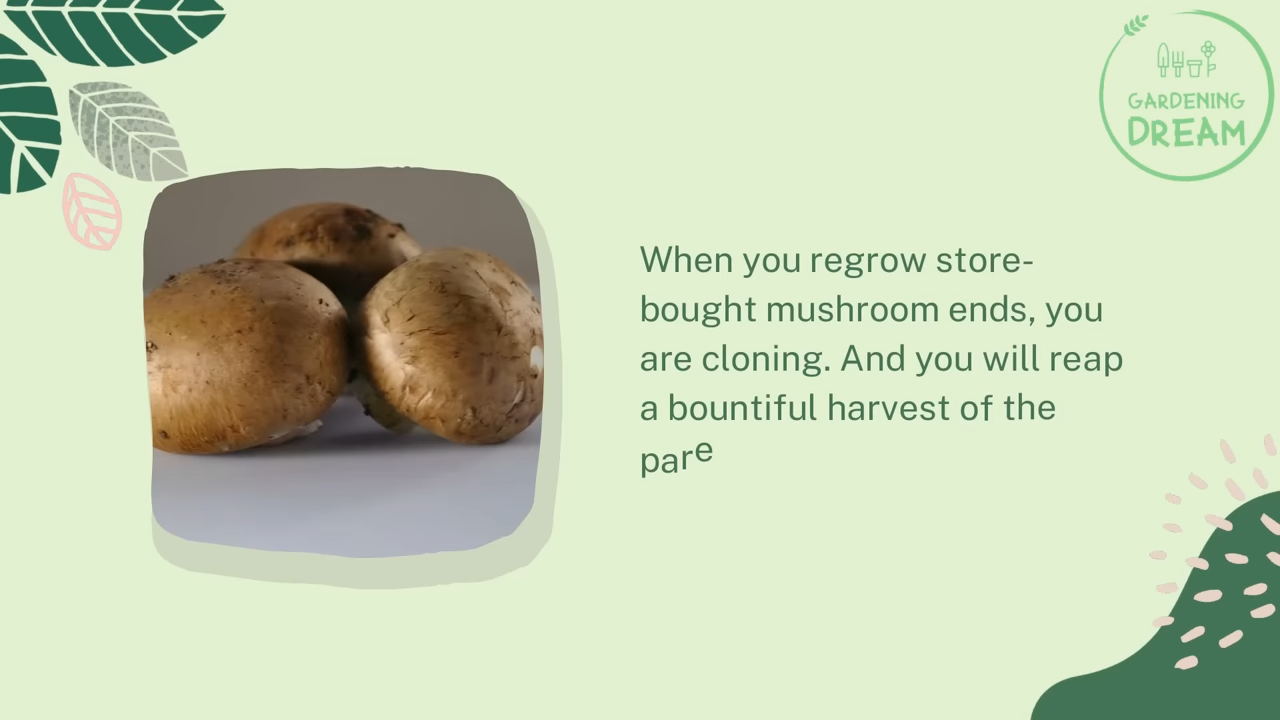 GARDENING
DREAM
When you regrow store-
bought mushroom ends, you
are cloning. And you will reap
a bountiful harvest of the
pare